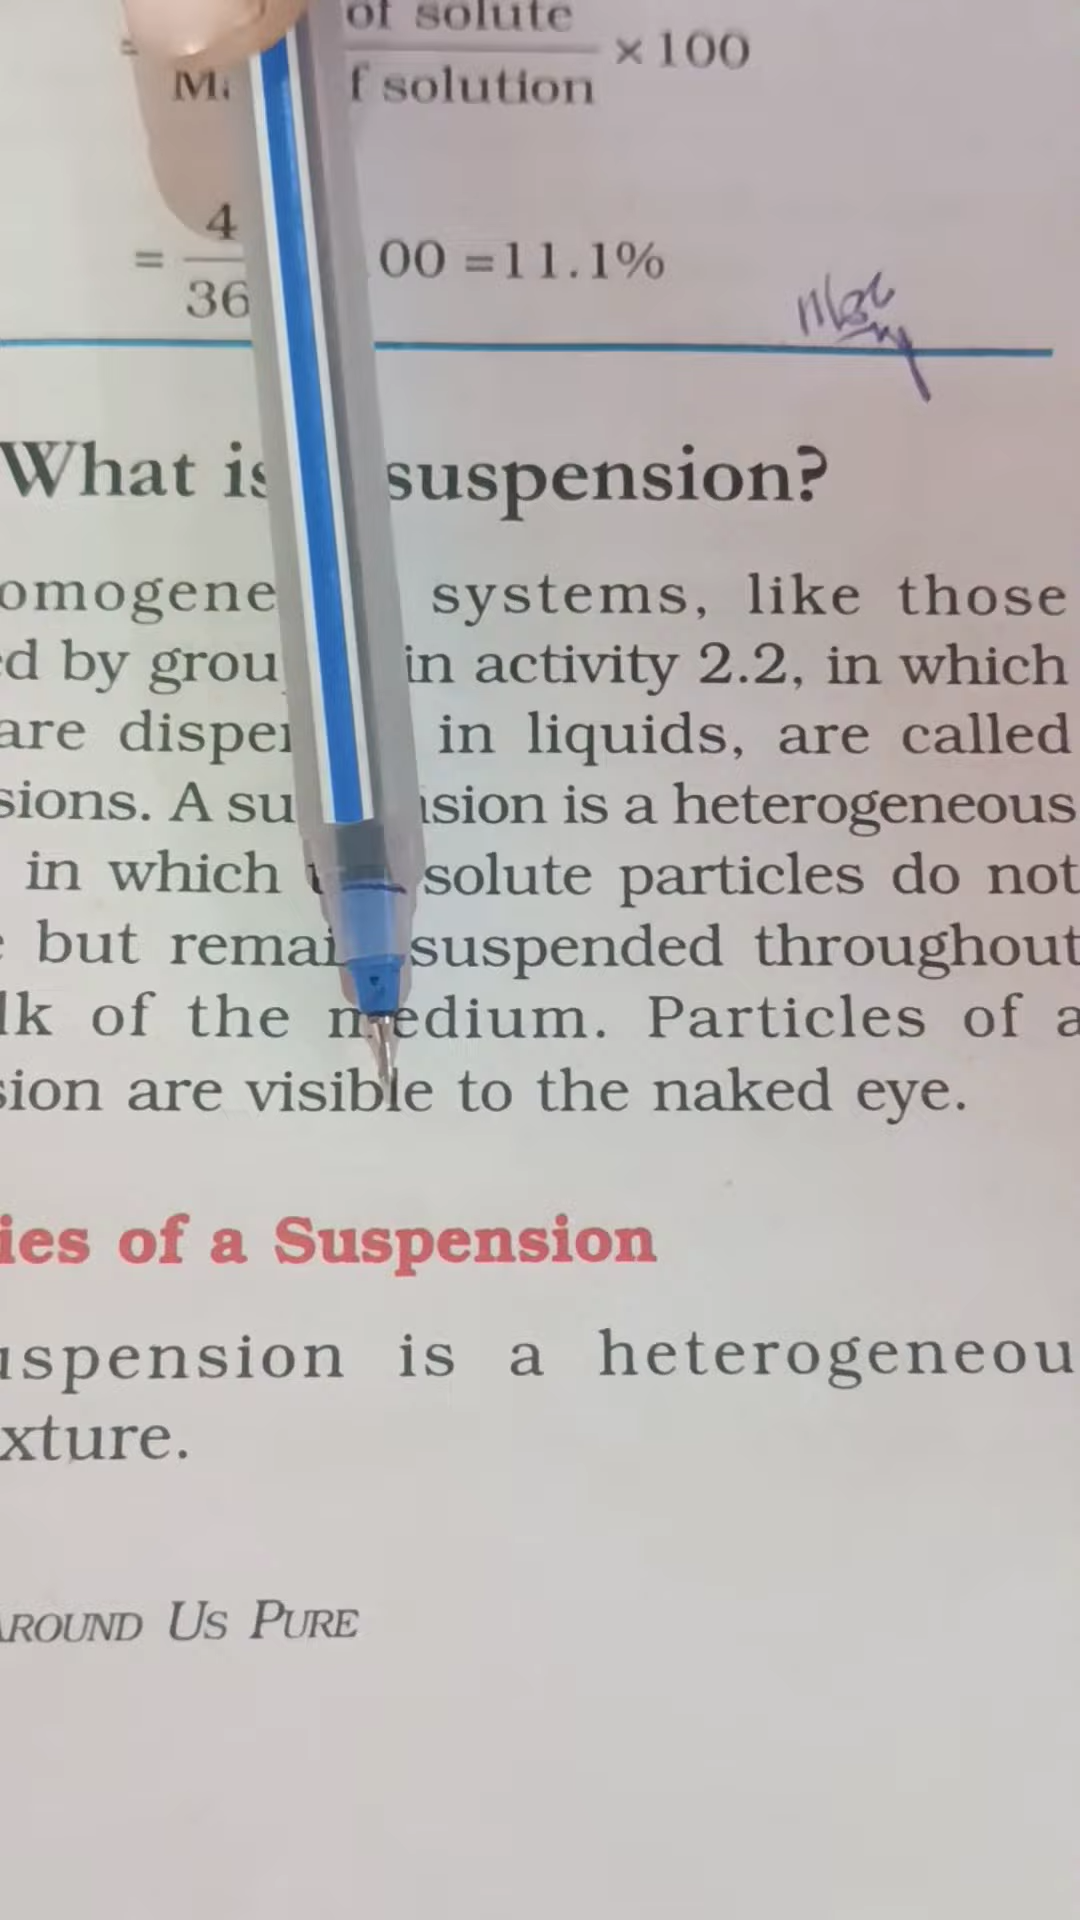 of solute
× 100
f solution
4
= 00 =11.1%
36
What is suspension?
omogene systems, like those
d by grou in activity 2.2, in which
are disper in liquids, are called
sions. A su nsion is a heterogeneous
in which solute particles do not
but remain suspended throughout
lk of the medium. Particles of a
sion are visible to the naked eye.
ies of a Suspension
uspension is a heterogeneou
xture.
AROUND US PURE